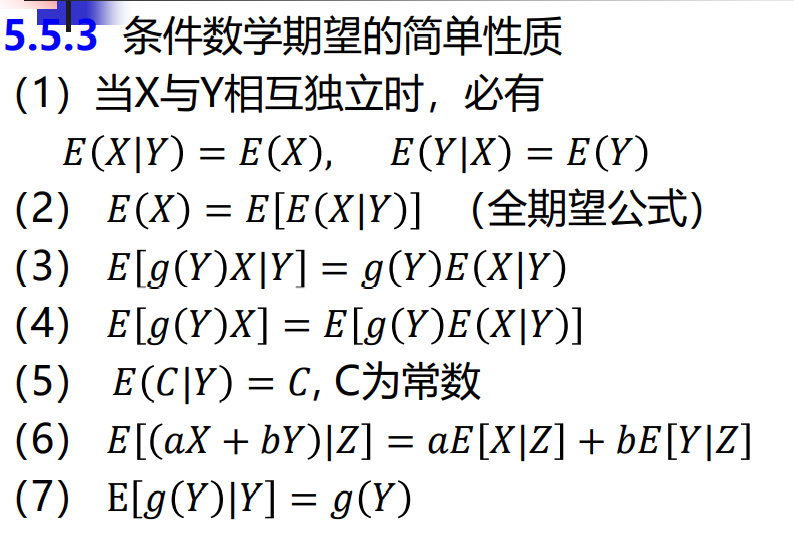 5.5.3 条件数学期望的简单性质
(1) 当X与Y相互独立时，必有
E(X|Y) = E(X), E(Y|X) = E(Y)
(2) E(X) = E[E(X|Y)] （全期望公式）
(3) E[g(Y)X|Y] = g(Y)E(X|Y)
(4) E[g(Y)X] = E[g(Y)E(X|Y)]
(5) E(C|Y) = C, C为常数
(6) E[(aX + bY)|Z] = aE[X|Z] + bE[Y|Z]
(7) E[g(Y)|Y] = g(Y)